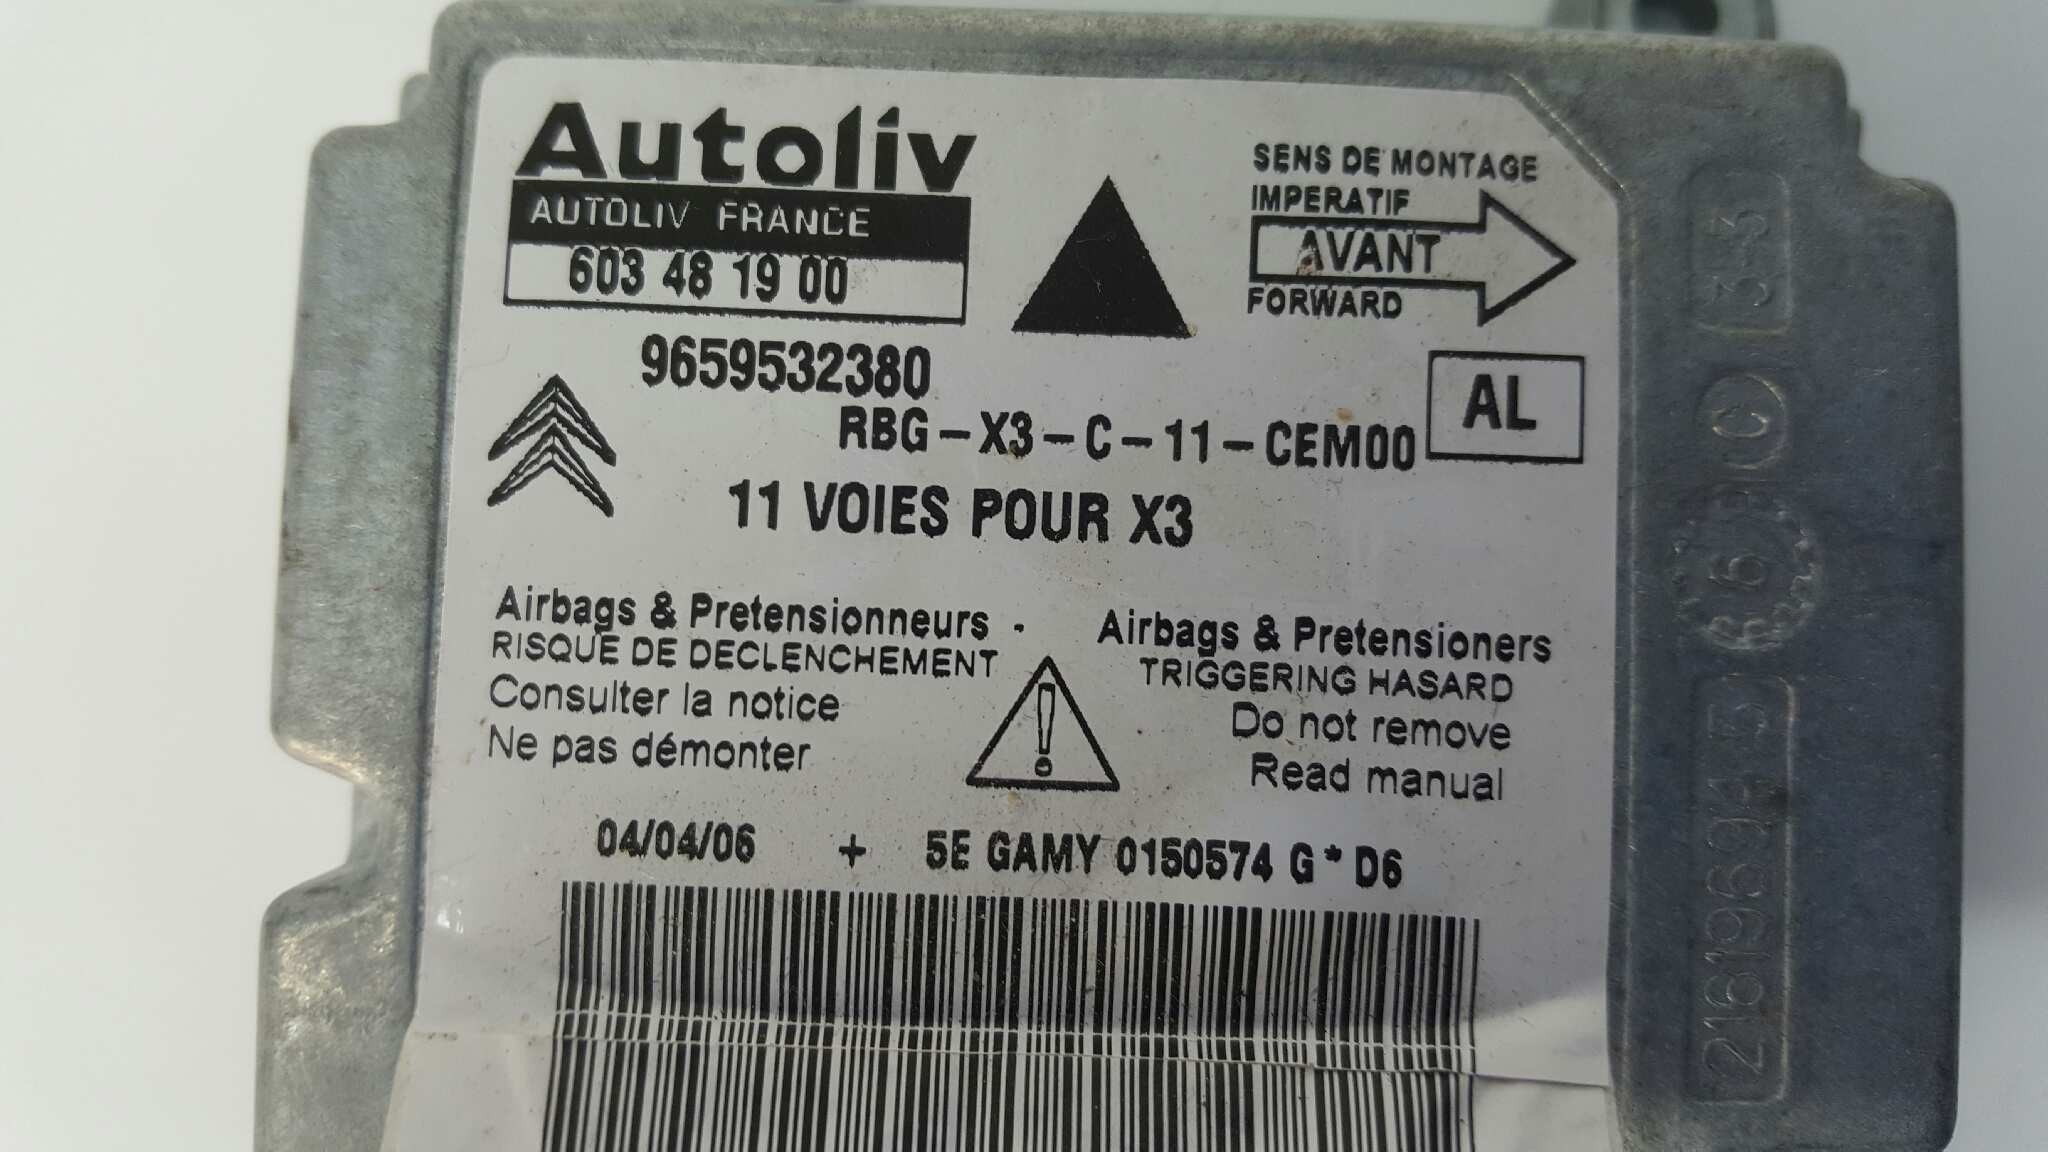 Autoliv
AUTOLIV FRANCE
603 48 19 00
SENS DE MONTAGE
IMPERATIF
AVANT
FORWARD
9659532380
AL
RBG-X3-C-11-CEM00
11 VOIES POUR X3
Airbags & Pretensionneurs -
RISQUE DE DECLENCHEMENT
Consulter la notice
Ne pas démonter
Airbags & Pretensioners
TRIGGERING HASARD
Do not remove
Read manual
04/04/06 + 5E GAMY 0150574 G * D6
33
C
66